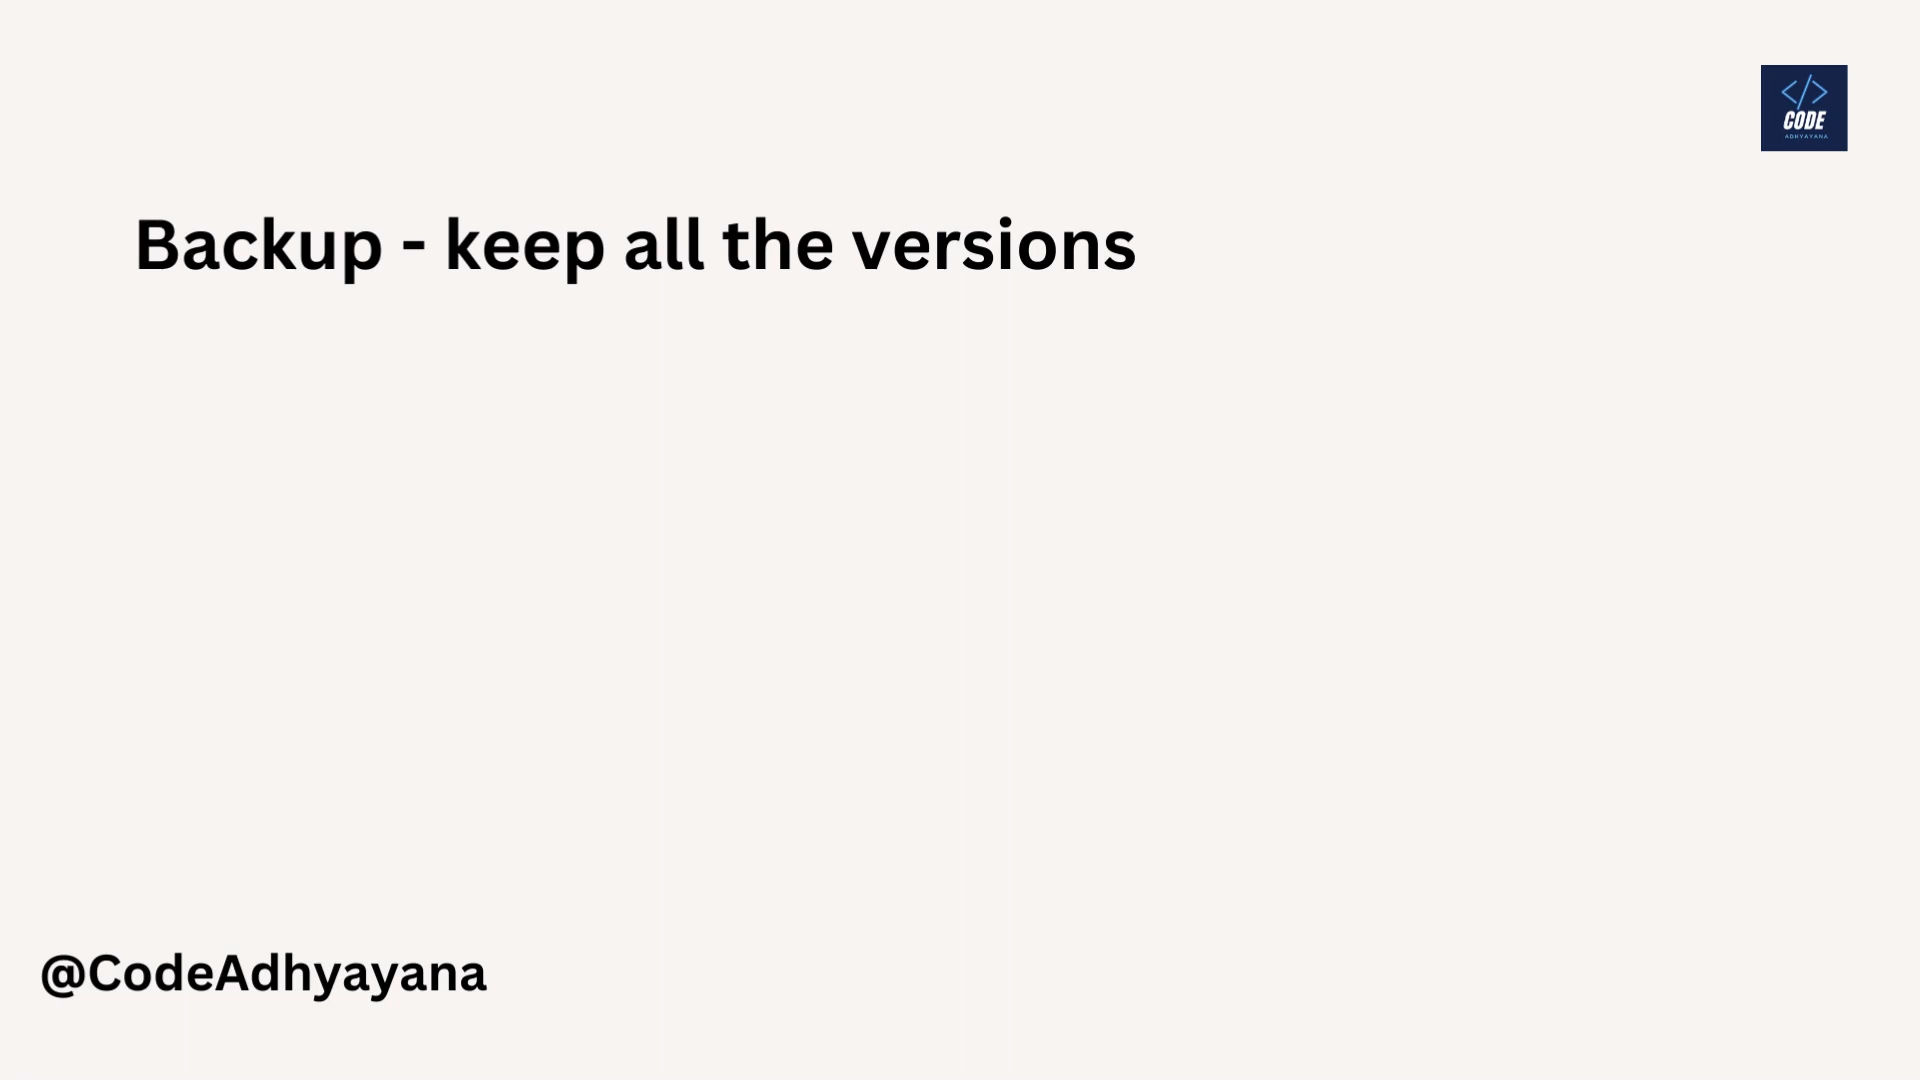 </>
CODE
ADHYAYANA
Backup - keep all the versions
@CodeAdhyayana